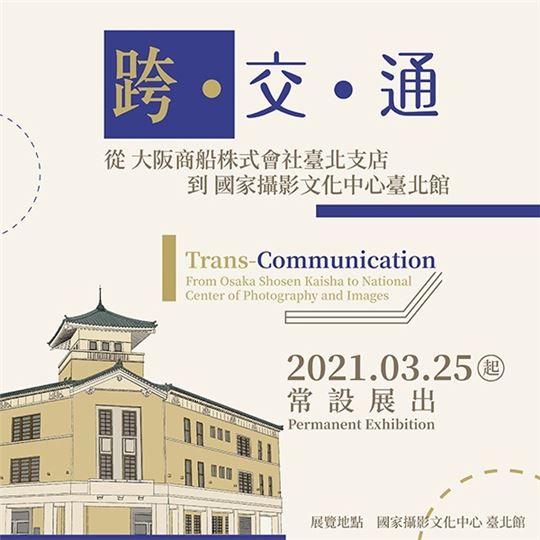 跨・交・通
從 大阪商船株式會社臺北支店
到 國家攝影文化中心臺北館
Trans-Communication
From Osaka Shosen Kaisha to National
Center of Photography and Images
2021.03.25起
常設展出
Permanent Exhibition
展覽地點 國家攝影文化中心 臺北館